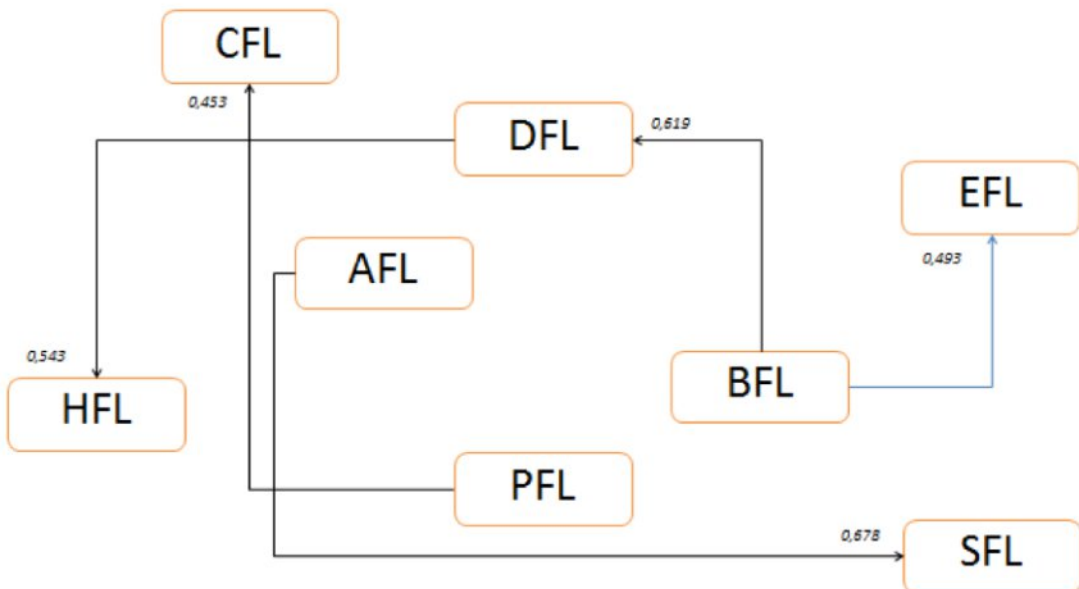 CFL
0,453
DFL
0,619
EFL
0,493
AFL
0,543
HFL
BFL
PFL
0,678
SFL